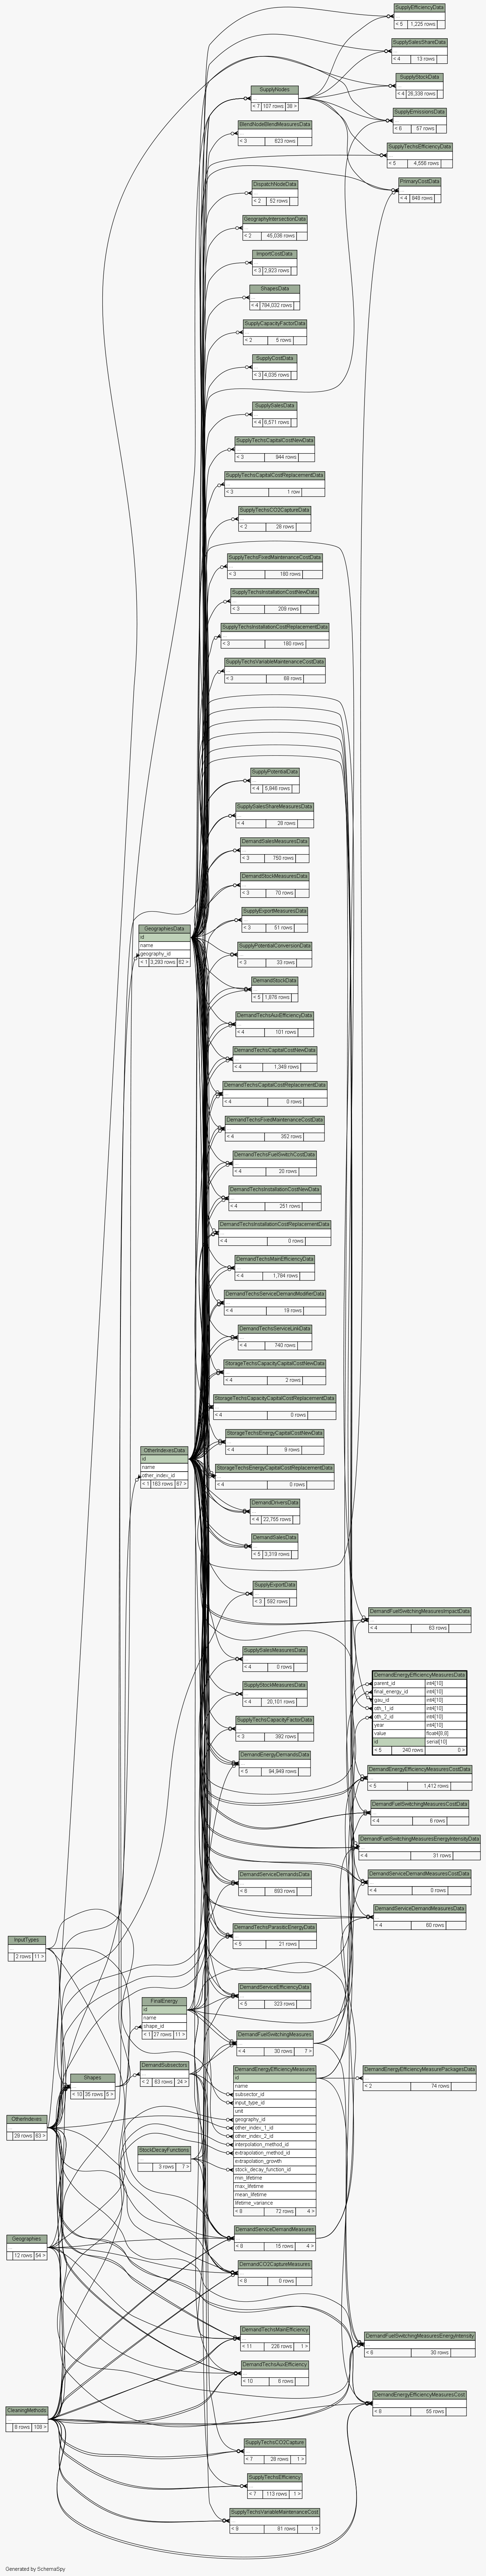 SupplyEfficiencyData
...
< 5 1,225 rows
SupplySalesShareData
...
< 4 13 rows
SupplyStockData
...
< 4 26,338 rows
SupplyNodes
...
< 7 107 rows 38 >
SupplyEmissionsData
...
< 6 57 rows
BlendNodeBlendMeasuresData
...
< 3 623 rows
SupplyTechsEfficiencyData
...
< 5 4,556 rows
DispatchNodeData
...
< 2 52 rows
PrimaryCostData
...
< 4 848 rows
GeographyIntersectionData
...
< 2 45,036 rows
ImportCostData
...
< 3 2,923 rows
ShapesData
...
< 4 784,032 rows
SupplyCapacityFactorData
...
< 2 5 rows
SupplyCostData
...
< 3 4,035 rows
SupplySalesData
...
< 4 6,571 rows
SupplyTechsCapitalCostNewData
...
< 3 944 rows
SupplyTechsCapitalCostReplacementData
...
< 3 1 row
SupplyTechsCO2CaptureData
...
< 2 28 rows
SupplyTechsFixedMaintenanceCostData
...
< 3 180 rows
SupplyTechsInstallationCostNewData
...
< 3 209 rows
SupplyTechsInstallationCostReplacementData
...
< 3 180 rows
SupplyTechsVariableMaintenanceCostData
...
< 3 88 rows
SupplyPotentialData
...
< 4 5,846 rows
SupplySalesShareMeasuresData
...
< 4 28 rows
DemandSalesMeasuresData
...
< 3 750 rows
DemandStockMeasuresData
...
< 3 70 rows
SupplyExportMeasuresData
...
< 3 51 rows
GeographiesData
id
name
geography_id
< 1 3,293 rows 62 >
SupplyPotentialConversionData
...
< 3 33 rows
DemandStockData
...
< 5 1,876 rows
DemandTechsAuxEfficiencyData
...
< 4 101 rows
DemandTechsCapitalCostNewData
...
< 4 1,348 rows
DemandTechsCapitalCostReplacementData
...
< 4 0 rows
DemandTechsFixedMaintenanceCostData
...
< 4 352 rows
DemandTechsFuelSwitchCostData
...
< 4 20 rows
DemandTechsInstallationCostNewData
...
< 4 251 rows
DemandTechsInstallationCostReplacementData
...
< 4 0 rows
DemandTechsMainEfficiencyData
...
< 4 1,784 rows
DemandTechsServiceDemandModifierData
...
< 4 19 rows
DemandTechsServiceLinkData
...
< 4 740 rows
StorageTechsCapacityCapitalCostNewData
...
< 4 2 rows
StorageTechsCapacityCapitalCostReplacementData
...
< 4 0 rows
StorageTechsEnergyCapitalCostNewData
...
< 4 9 rows
OtherIndexesData
id
name
other_index_id
< 1 163 rows 67 >
StorageTechsEnergyCapitalCostReplacementData
...
< 4 0 rows
DemandDriversData
...
< 4 22,755 rows
DemandSalesData
...
< 5 3,319 rows
SupplyExportData
...
< 3 592 rows
DemandFuelSwitchingMeasuresImpactData
...
< 4 83 rows
SupplySalesMeasuresData
...
< 4 0 rows
DemandEnergyEfficiencyMeasuresData
parent_id int4[10]
final_energy_id int4[10]
gau_id int4[10]
oth_1_id int4[10]
oth_2_id int4[10]
year int4[10]
value float4[8,8]
id serial[10]
< 5 240 rows 0 >
SupplyStockMeasuresData
...
< 4 20,101 rows
SupplyTechsCapacityFactorData
...
< 3 392 rows
DemandEnergyDemandsData
...
< 5 94,949 rows
DemandEnergyEfficiencyMeasuresCostData
...
< 5 1,412 rows
DemandFuelSwitchingMeasuresCostData
...
< 4 6 rows
DemandFuelSwitchingMeasuresEnergyIntensityData
...
< 4 31 rows
DemandServiceDemandsData
...
< 6 693 rows
DemandServiceDemandMeasuresCostData
...
< 4 0 rows
DemandServiceDemandMeasuresData
...
< 4 80 rows
DemandTechsParasiticEnergyData
...
< 5 21 rows
InputTypes
...
2 rows 11 >
DemandServiceEfficiencyData
...
< 5 323 rows
FinalEnergy
id
name
shape_id
< 1 27 rows 11 >
DemandFuelSwitchingMeasures
...
< 4 30 rows 7 >
DemandSubsectors
...
< 2 83 rows 24 >
Shapes
...
< 10 35 rows 5 >
DemandEnergyEfficiencyMeasures
id
name
subsector_id
input_type_id
unit
geography_id
other_index_1_id
other_index_2_id
interpolation_method_id
extrapolation_method_id
extrapolation_growth
stock_decay_function_id
min_lifetime
max_lifetime
mean_lifetime
lifetime_variance
< 8 72 rows 4 >
DemandEnergyEfficiencyMeasurePackagesData
...
< 2 74 rows
OtherIndexes
...
29 rows 63 >
StockDecayFunctions
...
3 rows 7 >
DemandServiceDemandMeasures
...
< 8 15 rows 4 >
Geographies
...
12 rows 54 >
DemandCO2CaptureMeasures
...
< 6 0 rows
DemandTechsMainEfficiency
...
< 11 226 rows 1 >
DemandFuelSwitchingMeasuresEnergyIntensity
...
< 6 30 rows
DemandTechsAuxEfficiency
...
< 10 6 rows
DemandEnergyEfficiencyMeasuresCost
...
< 8 55 rows
CleaningMethods
...
8 rows 108 >
SupplyTechsCO2Capture
...
< 7 28 rows 1 >
SupplyTechsEfficiency
...
< 7 113 rows 1 >
SupplyTechsVariableMaintenanceCost
...
< 8 81 rows 1 >
Generated by SchemaSpy